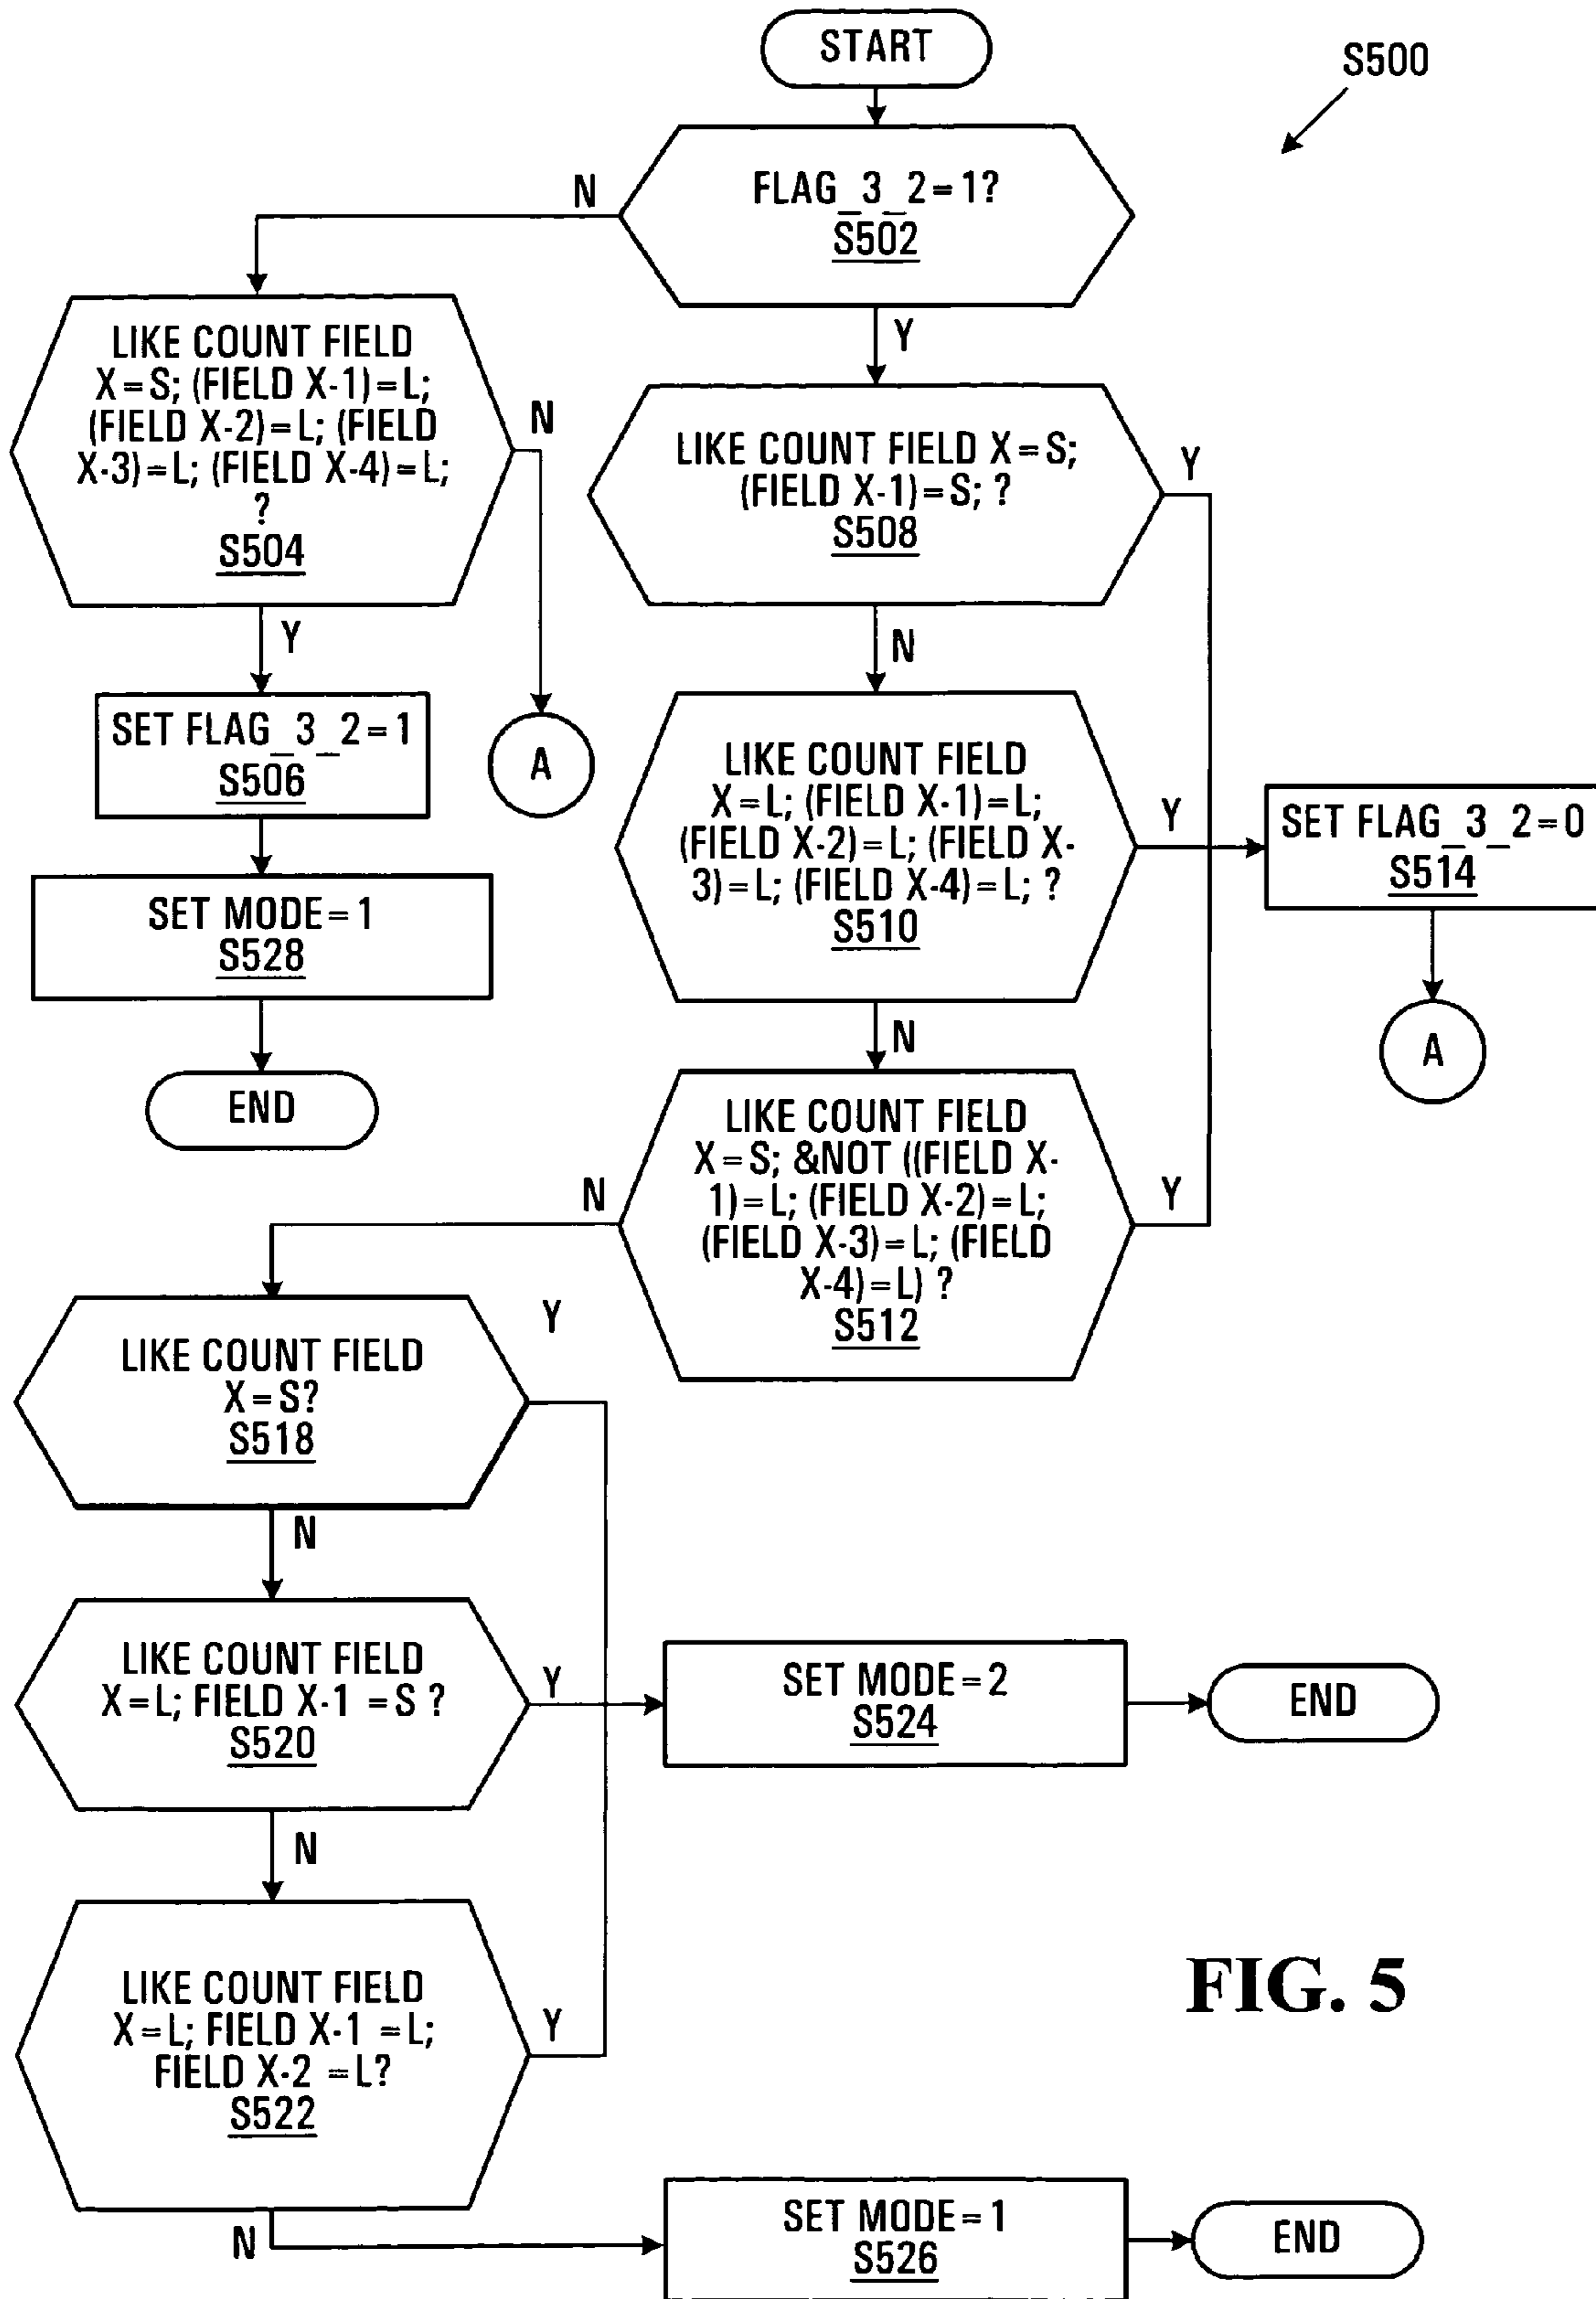 START
S500
FLAG_3_2=1?
S502
N
Y
LIKE COUNT FIELD
X=S; (FIELD X-1)=L;
(FIELD X-2)=L; (FIELD
X-3)=L; (FIELD X-4)=L;
?
S504
N
Y
LIKE COUNT FIELD X=S;
(FIELD X-1)=S; ?
S508
Y
N
SET FLAG_3_2=1
S506
A
LIKE COUNT FIELD
X=L; (FIELD X-1)=L;
(FIELD X-2)=L; (FIELD X-
3)=L; (FIELD X-4)=L; ?
S510
Y
N
SET FLAG_3_2=0
S514
A
SET MODE=1
S528
END
LIKE COUNT FIELD
X=S; &NOT ((FIELD X-
1)=L; (FIELD X-2)=L;
(FIELD X-3)=L; (FIELD
X-4)=L) ?
S512
N
Y
LIKE COUNT FIELD
X=S?
S518
Y
N
LIKE COUNT FIELD
X=L; FIELD X-1 =S ?
S520
Y
N
SET MODE=2
S524
END
LIKE COUNT FIELD
X=L; FIELD X-1 =L;
FIELD X-2 =L?
S522
Y
N
SET MODE=1
S526
END
FIG. 5